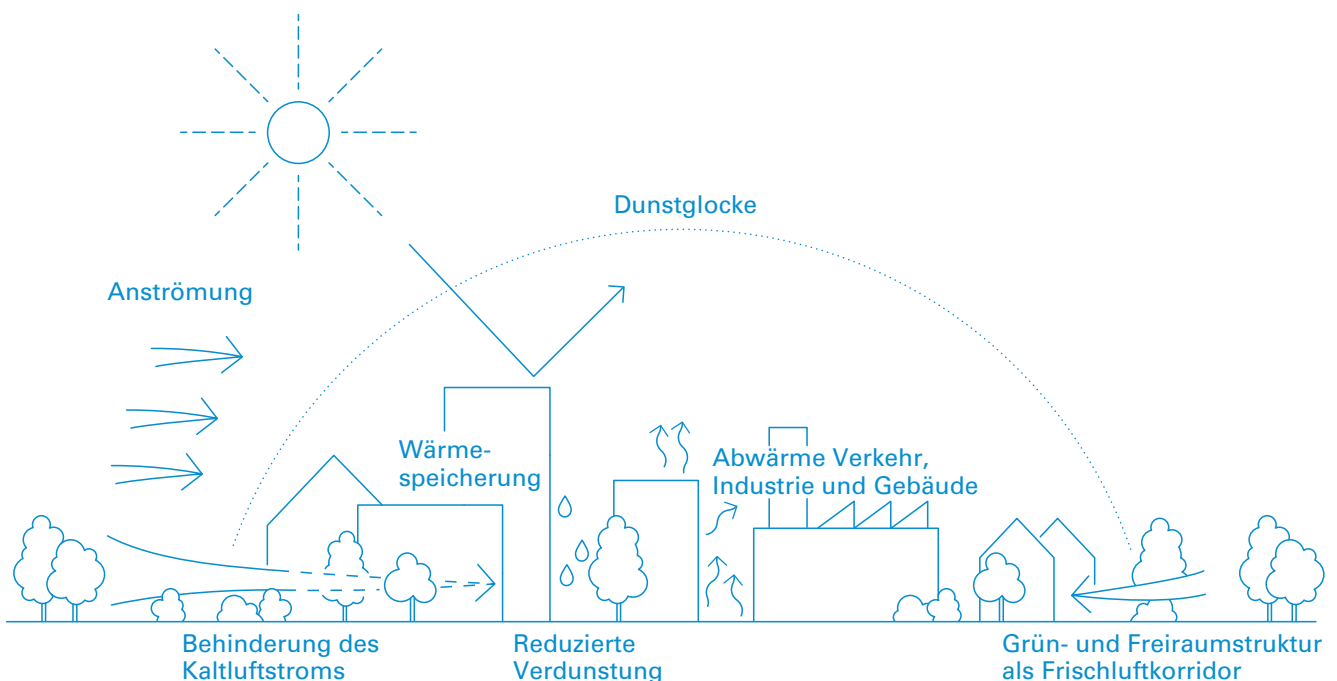 Dunstglocke
Anströmung
Wärme-
speicherung
Abwärme Verkehr,
Industrie und Gebäude
Behinderung des
Kaltluftstroms
Reduzierte
Verdunstung
Grün- und Freiraumstruktur
als Frischluftkorridor